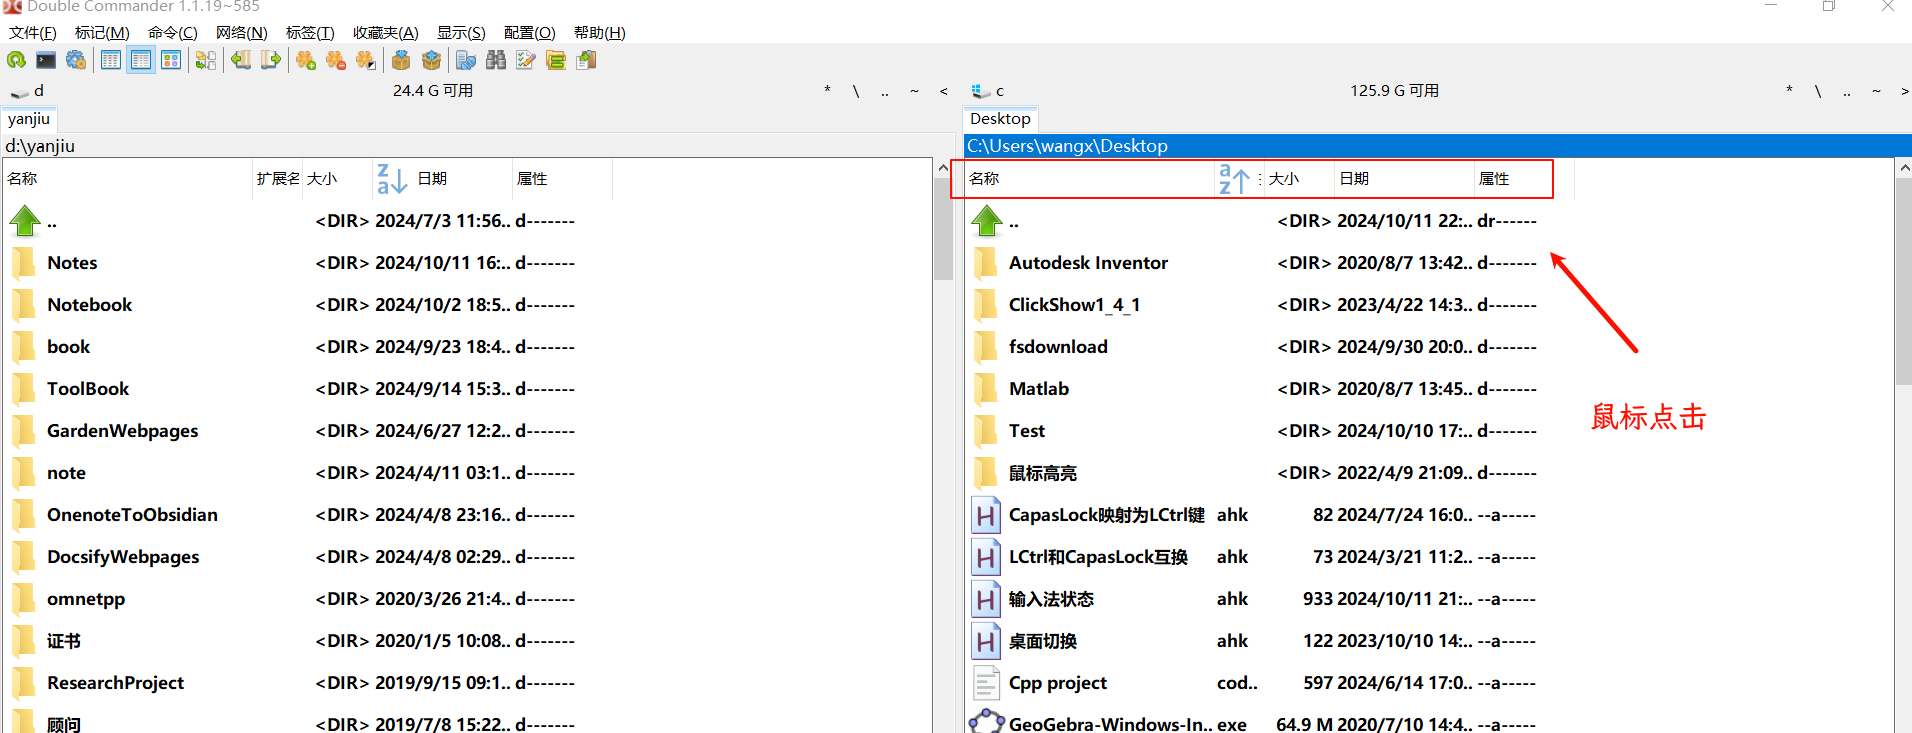 Double Commander 1.1.19~585
文件(F) 标记(M) 命令(C) 网络(N) 标签(T) 收藏夹(A) 显示(S) 配置(O) 帮助(H)
d 24.4 G 可用 * \ .. ~ < c 125.9 G 可用 * \ .. ~ >
yanjiu Desktop
d:\yanjiu C:\Users\wangx\Desktop
名称 扩展名 大小 日期 属性 名称 大小 日期 属性
.. <DIR> 2024/7/3 11:56.. d------- .. <DIR> 2024/10/11 22:... dr------
Notes <DIR> 2024/10/11 16:.. d------- Autodesk Inventor <DIR> 2020/8/7 13:42.. d-------
Notebook <DIR> 2024/10/2 18:5.. d------- ClickShow1_4_1 <DIR> 2023/4/22 14:3.. d-------
book <DIR> 2024/9/23 18:4.. d------- fsdownload <DIR> 2024/9/30 20:0.. d-------
ToolBook <DIR> 2024/9/14 15:3.. d------- Matlab <DIR> 2020/8/7 13:45.. d-------
GardenWebpages <DIR> 2024/6/27 12:2.. d------- Test <DIR> 2024/10/10 17:.. d-------
note <DIR> 2024/4/11 03:1.. d------- 鼠标高亮 <DIR> 2022/4/9 21:09.. d-------
OnenoteToObsidian <DIR> 2024/4/8 23:16.. d------- CapasLock映射为LCtrl键 ahk 82 2024/7/24 16:0.. --a-----
DocsifyWebpages <DIR> 2024/4/8 02:29.. d------- LCtrl和CapasLock互换 ahk 73 2024/3/21 11:2.. --a-----
omnetpp <DIR> 2020/3/26 21:4.. d------- 输入法状态 ahk 933 2024/10/11 21:.. --a-----
证书 <DIR> 2020/1/5 10:08.. d------- 桌面切换 ahk 122 2023/10/10 14:.. --a-----
ResearchProject <DIR> 2019/9/15 09:1.. d------- Cpp project cod.. 597 2024/6/14 17:0.. --a-----
顾问 <DIR> 2019/7/8 15:22.. d------- GeoGebra-Windows-In.. exe 64.9 M 2020/7/10 14:4.. --a-----
鼠标点击